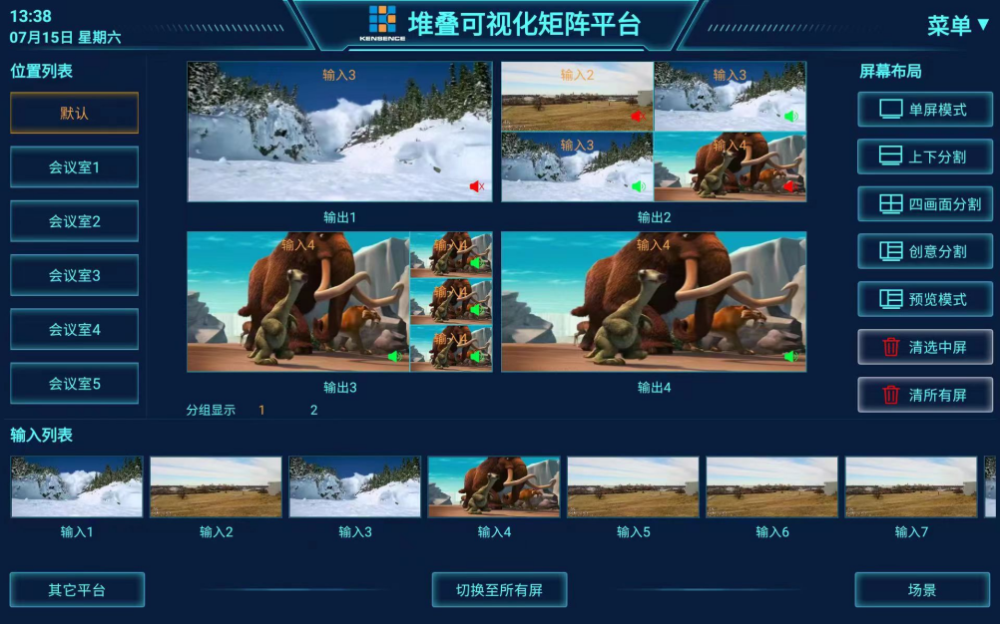 13:38
07月15日 星期六
KENSENCE
堆叠可视化矩阵平台
菜单
位置列表
默认
会议室1
会议室2
会议室3
会议室4
会议室5
输入3
输出1
输入2
输入3
输入3
输入4
输出2
输入4
输入4
输入4
输入4
输出3
输入4
输出4
分组显示 1 2
屏幕布局
单屏模式
上下分割
四画面分割
创意分割
预览模式
清选中屏
清所有屏
输入列表
输入1
输入2
输入3
输入4
输入5
输入6
输入7
其它平台
切换至所有屏
场景